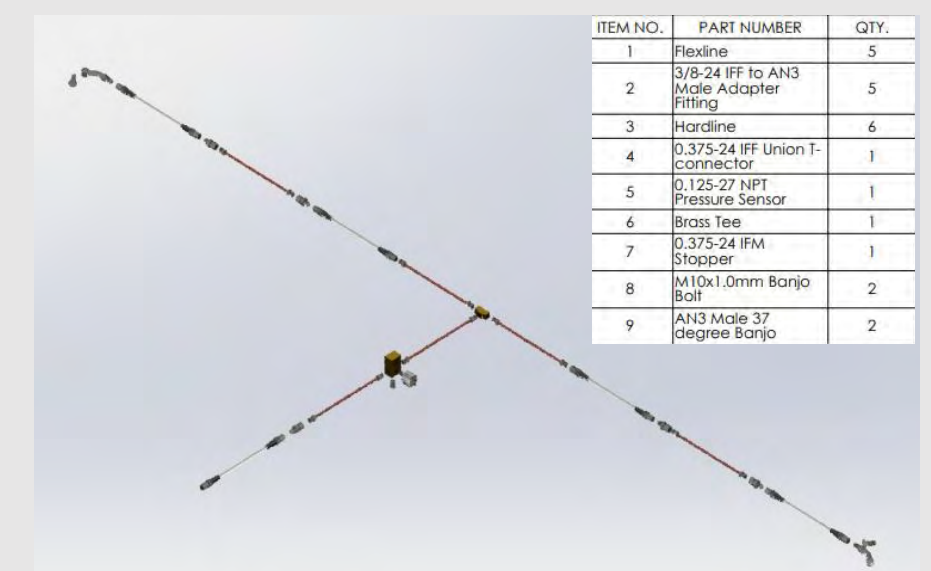 ITEM NO. PART NUMBER QTY.
1 Flexline 5
2 3/8-24 IFF to AN3 Male Adapter Fitting 5
3 Hardline 6
4 0.375-24 IFF Union T-connector 1
5 0.125-27 NPT Pressure Sensor 1
6 Brass Tee 1
7 0.375-24 IFM Stopper 1
8 M10x1.0mm Banjo Bolt 2
9 AN3 Male 37 degree Banjo 2